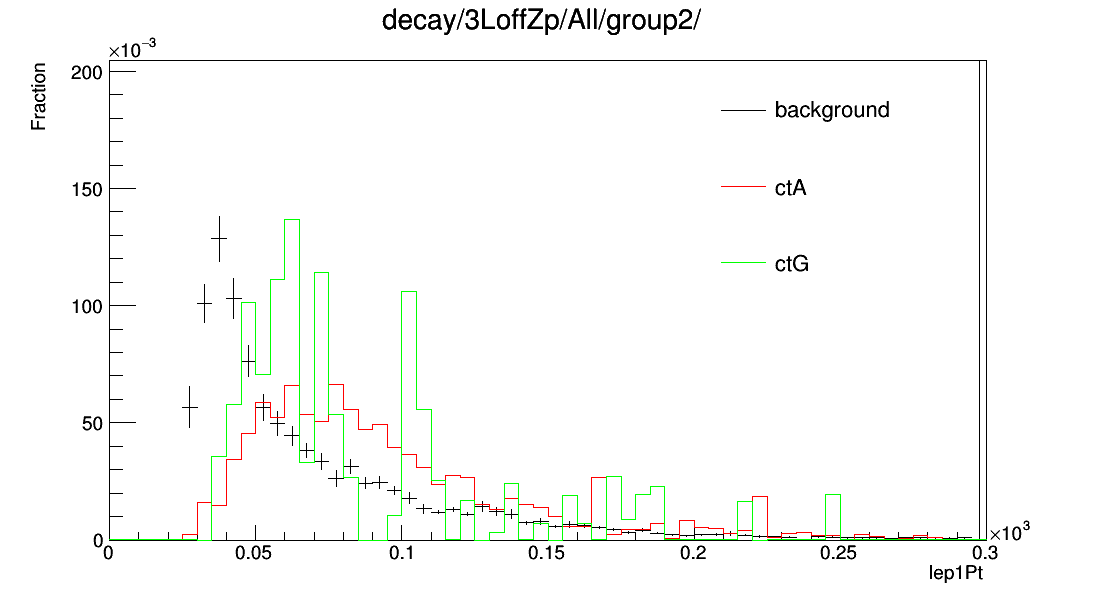 decay/3LoffZp/All/group2/
×10⁻³
Fraction
200
150
100
50
0
background
ctA
ctG
0 0.05 0.1 0.15 0.2 0.25 0.3
×10³
lep1Pt